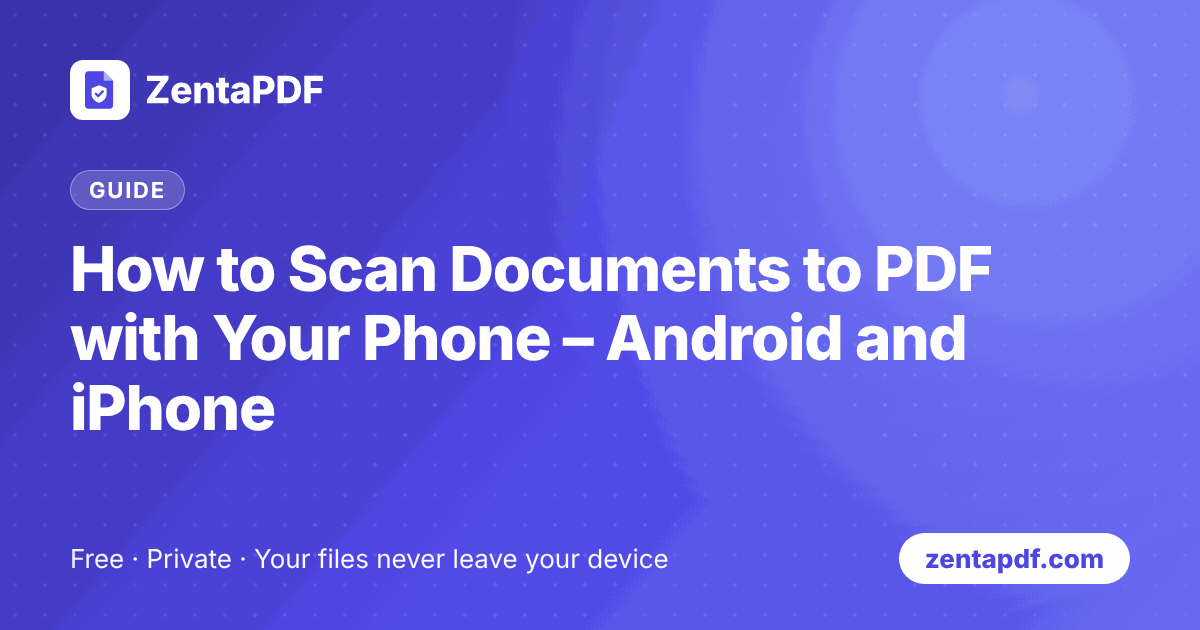 ZentaPDF
GUIDE
How to Scan Documents to PDF
with Your Phone – Android and
iPhone
Free · Private · Your files never leave your device
zentapdf.com